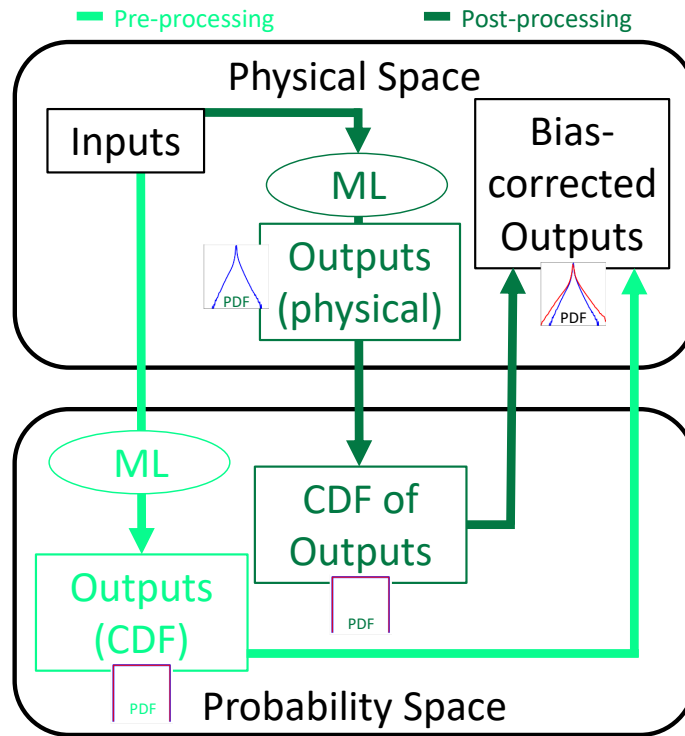 Pre-processing
Post-processing
Physical Space
Inputs
ML
Bias-
corrected
Outputs
PDF
Outputs
(physical)
PDF
ML
CDF of
Outputs
PDF
Outputs
(CDF)
PDF
Probability Space